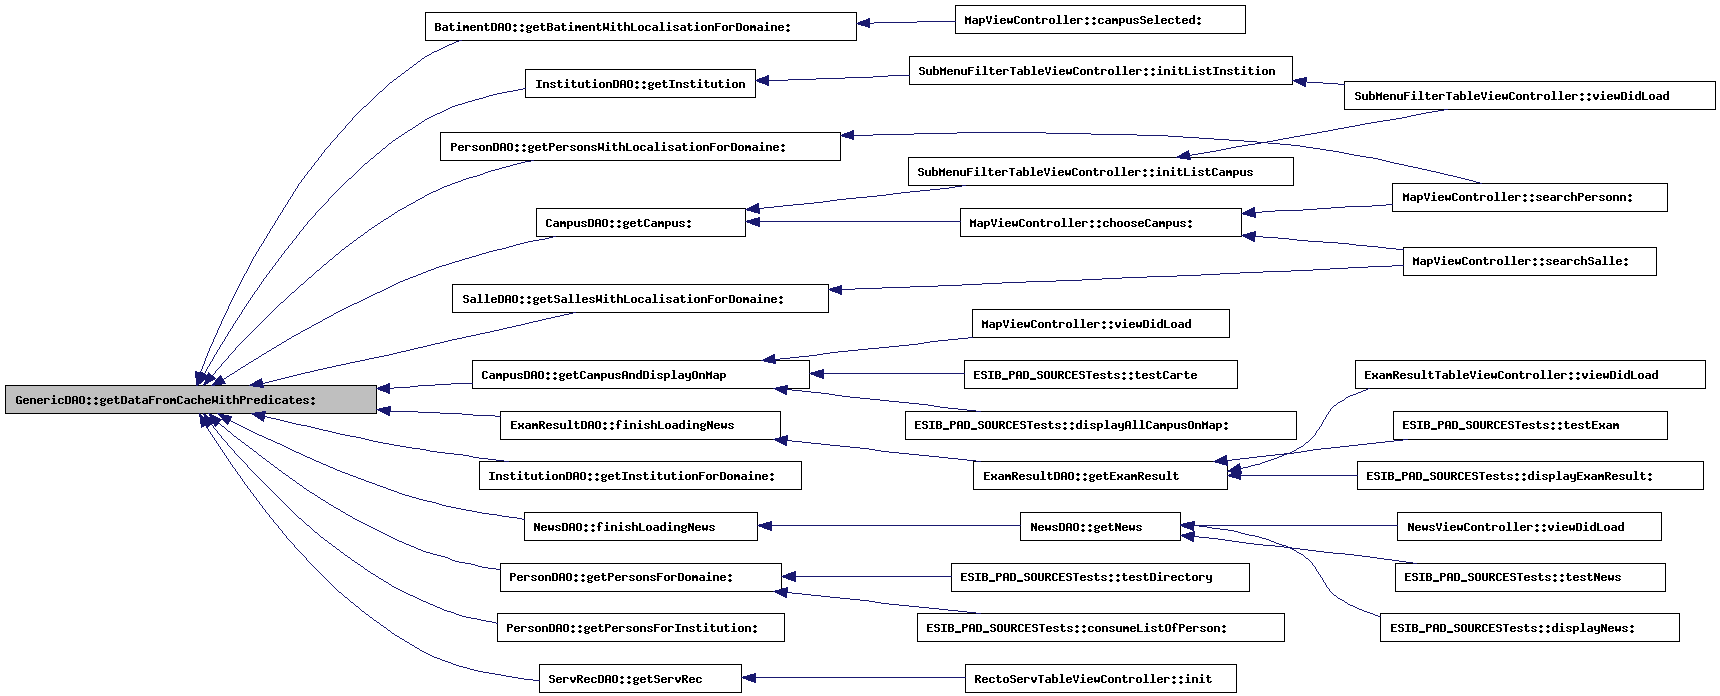 BatimentDAO::getBatimentWithLocalisationForDomaine:
MapViewController::campusSelected:
InstitutionDAO::getInstitution
SubMenuFilterTableViewController::initListInstition
SubMenuFilterTableViewController::viewDidLoad
PersonDAO::getPersonsWithLocalisationForDomaine:
SubMenuFilterTableViewController::initListCampus
MapViewController::searchPersonn:
CampusDAO::getCampus:
MapViewController::chooseCampus:
MapViewController::searchSalle:
SalleDAO::getSallesWithLocalisationForDomaine:
MapViewController::viewDidLoad
CampusDAO::getCampusAndDisplayOnMap
ESIB_PAD_SOURCESTests::testCarte
ExamResultTableViewController::viewDidLoad
GenericDAO::getDataFromCacheWithPredicates:
ExamResultDAO::finishLoadingNews
ESIB_PAD_SOURCESTests::displayAllCampusOnMap:
ESIB_PAD_SOURCESTests::testExam
InstitutionDAO::getInstitutionForDomaine:
ExamResultDAO::getExamResult
ESIB_PAD_SOURCESTests::displayExamResult:
NewsDAO::finishLoadingNews
NewsDAO::getNews
NewsViewController::viewDidLoad
PersonDAO::getPersonsForDomaine:
ESIB_PAD_SOURCESTests::testDirectory
ESIB_PAD_SOURCESTests::testNews
PersonDAO::getPersonsForInstitution:
ESIB_PAD_SOURCESTests::consumeListOfPerson:
ESIB_PAD_SOURCESTests::displayNews:
ServRecDAO::getServRec
RectoServTableViewController::init